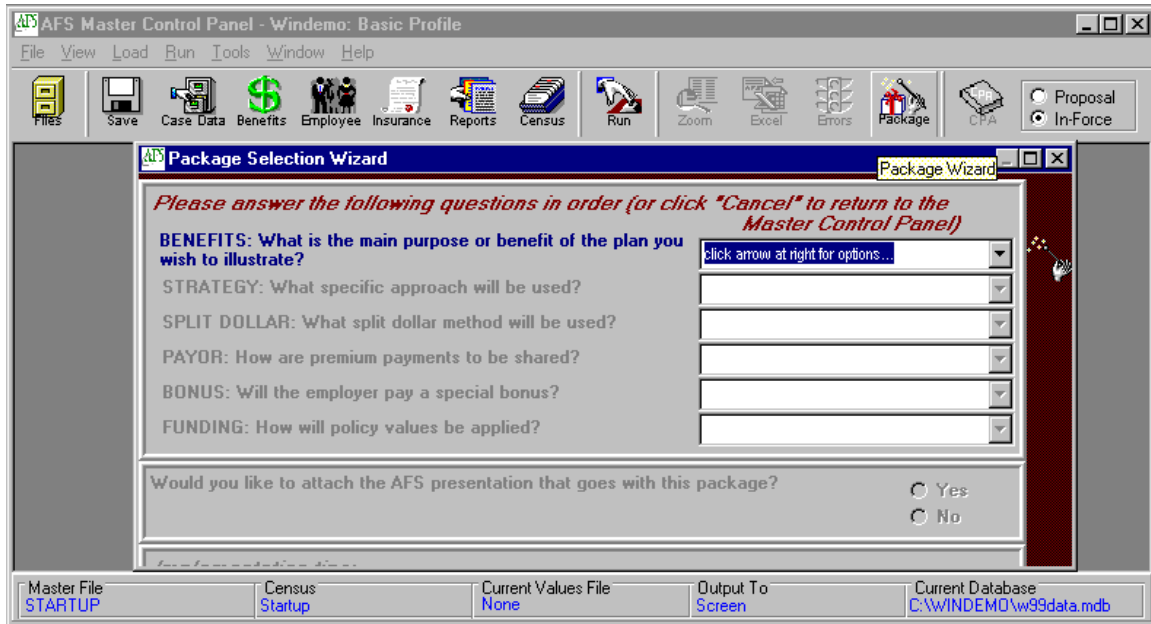 AFS AFS Master Control Panel - Windemo: Basic Profile
File View Load Run Tools Window Help
Files Save Case Data Benefits Employee Insurance Reports Census Run Zoom Excel Errors Package CPA
Proposal
In-Force
AFS Package Selection Wizard
Package Wizard
Please answer the following questions in order (or click "Cancel" to return to the
Master Control Panel)
BENEFITS: What is the main purpose or benefit of the plan you
wish to illustrate?
click arrow at right for options...
STRATEGY: What specific approach will be used?
SPLIT DOLLAR: What split dollar method will be used?
PAYOR: How are premium payments to be shared?
BONUS: Will the employer pay a special bonus?
FUNDING: How will policy values be applied?
Would you like to attach the AFS presentation that goes with this package?
Yes
No
Master File Census Current Values File Output To Current Database
STARTUP Startup None Screen C:\WINDEMO\w99data.mdb